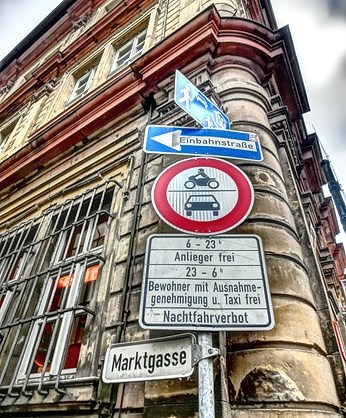 Einbahnstraße
6 - 23 h
Anlieger frei
23 - 6 h
Bewohner mit Ausnahme-
genehmigung u. Taxi frei
Nachtfahrverbot
Marktgasse